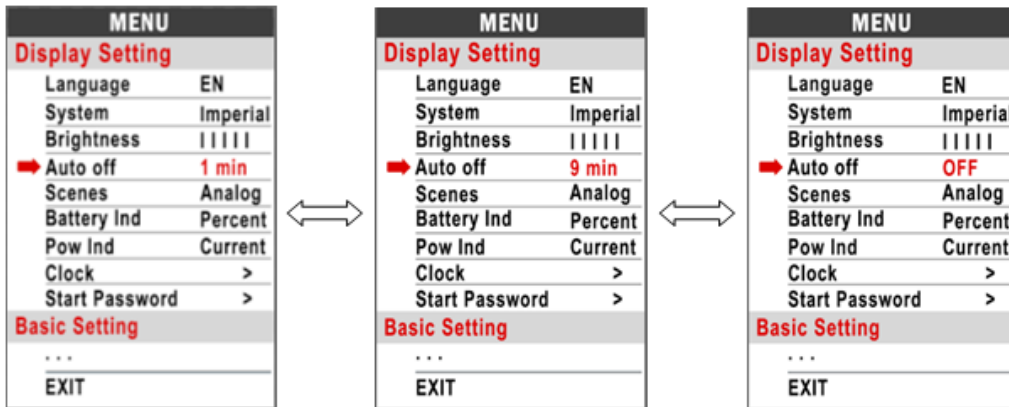 MENU
Display Setting
Language EN
System Imperial
Brightness | | | | |
Auto off 1 min
Scenes Analog
Battery Ind Percent
Pow Ind Current
Clock >
Start Password >
Basic Setting
. . .
EXIT
MENU
Display Setting
Language EN
System Imperial
Brightness | | | | |
Auto off 9 min
Scenes Analog
Battery Ind Percent
Pow Ind Current
Clock >
Start Password >
Basic Setting
. . .
EXIT
MENU
Display Setting
Language EN
System Imperial
Brightness | | | | |
Auto off OFF
Scenes Analog
Battery Ind Percent
Pow Ind Current
Clock >
Start Password >
Basic Setting
. . .
EXIT